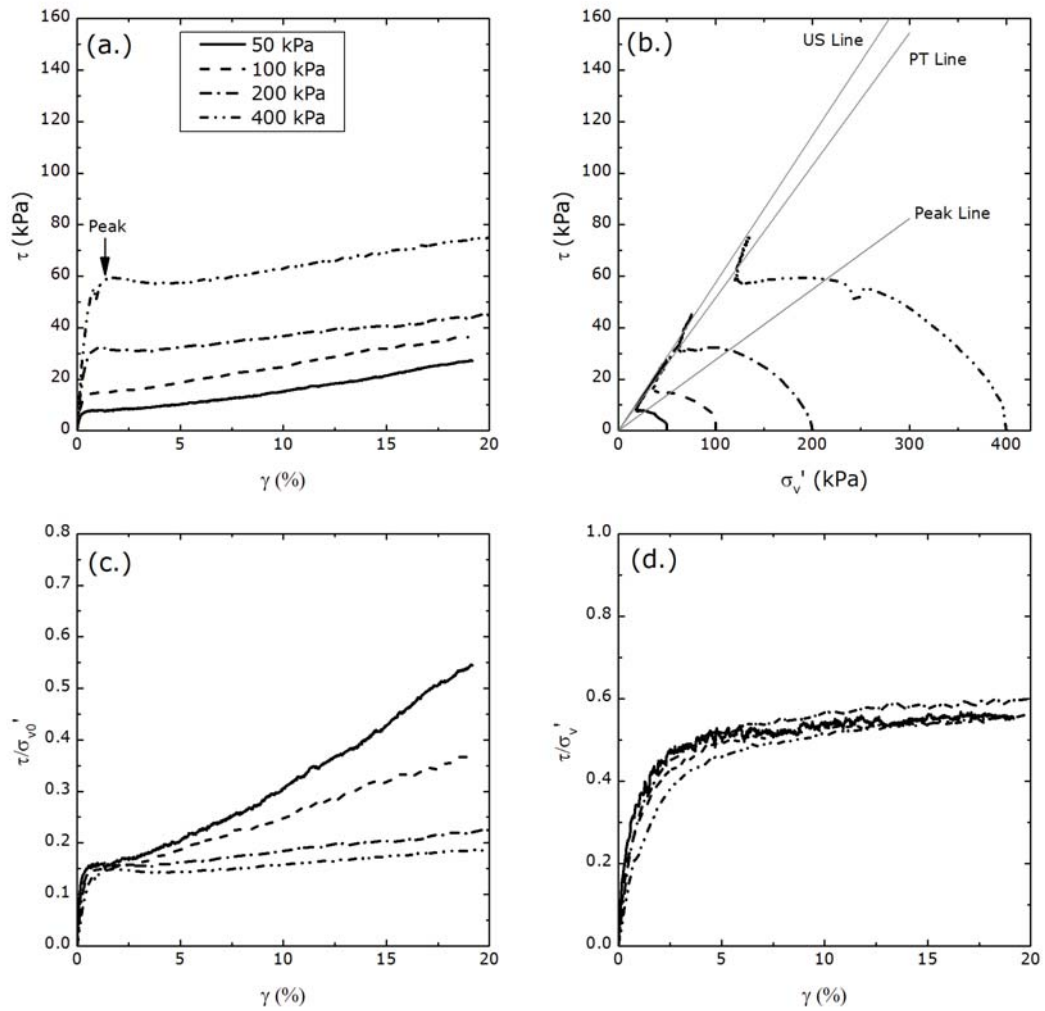 (a.)
50 kPa
100 kPa
200 kPa
400 kPa
Peak
160
140
120
100
80
60
40
20
0
τ (kPa)
0 5 10 15 20
γ (%)
(b.)
US Line
PT Line
Peak Line
160
140
120
100
80
60
40
20
0
τ (kPa)
0 100 200 300 400
σv' (kPa)
(c.)
0.8
0.7
0.6
0.5
0.4
0.3
0.2
0.1
0.0
τ/σv0'
0 5 10 15 20
γ (%)
(d.)
1.0
0.8
0.6
0.4
0.2
0.0
τ/σv'
0 5 10 15 20
γ (%)